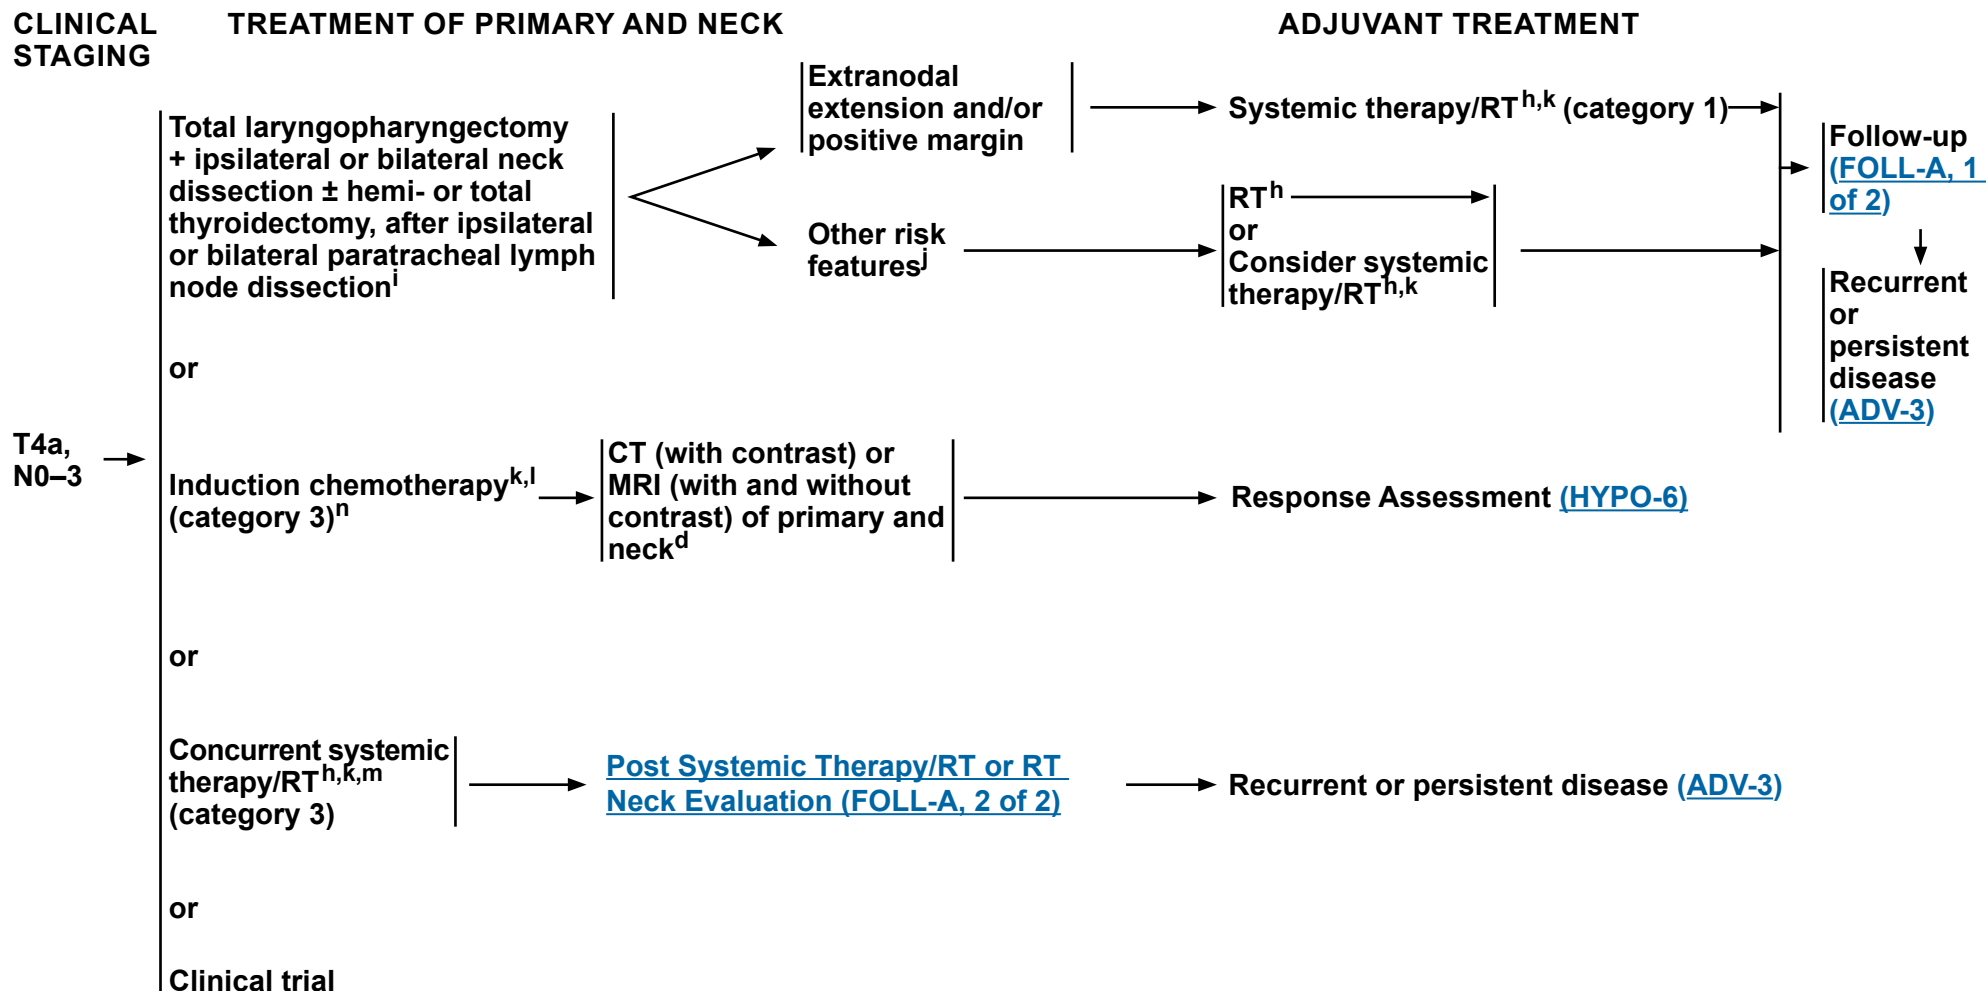 CLINICAL
STAGING
TREATMENT OF PRIMARY AND NECK
ADJUVANT TREATMENT
T4a,
N0–3
Total laryngopharyngectomy
+ ipsilateral or bilateral neck
dissection ± hemi- or total
thyroidectomy, after ipsilateral
or bilateral paratracheal lymph
node dissectionⁱ
Extranodal
extension and/or
positive margin
Systemic therapy/RTʰ,ᵏ (category 1)
Other risk
featuresʲ
RTʰ
or
Consider systemic
therapy/RTʰ,ᵏ
Follow-up
(FOLL-A, 1
of 2)
Recurrent
or
persistent
disease
(ADV-3)
or
Induction chemotherapyᵏ,ˡ
(category 3)ⁿ
CT (with contrast) or
MRI (with and without
contrast) of primary and
neckᵈ
Response Assessment (HYPO-6)
or
Concurrent systemic
therapy/RTʰ,ᵏ,ᵐ
(category 3)
Post Systemic Therapy/RT or RT
Neck Evaluation (FOLL-A, 2 of 2)
Recurrent or persistent disease (ADV-3)
or
Clinical trial